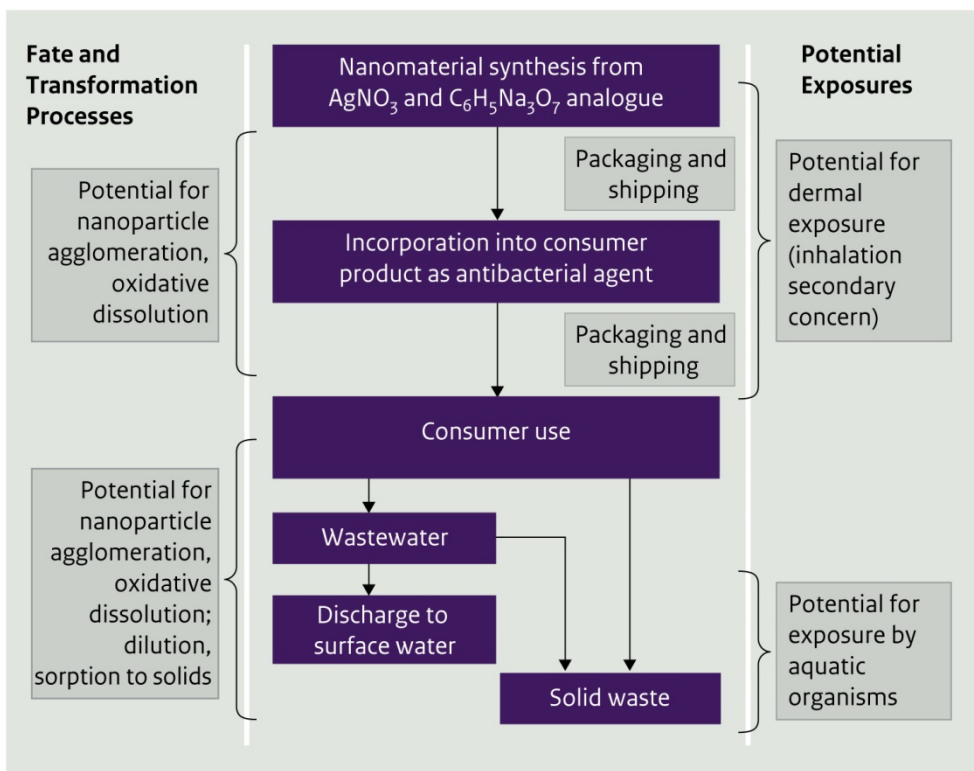 Fate and
Transformation
Processes
Potential
Exposures
Nanomaterial synthesis from
AgNO₃ and C₆H₅Na₃O₇ analogue
Packaging and
shipping
Potential for
nanoparticle
agglomeration,
oxidative
dissolution
Potential for
dermal
exposure
(inhalation
secondary
concern)
Incorporation into consumer
product as antibacterial agent
Packaging and
shipping
Consumer use
Potential for
nanoparticle
agglomeration,
oxidative
dissolution;
dilution,
sorption to solids
Wastewater
Discharge to
surface water
Solid waste
Potential for
exposure by
aquatic
organisms